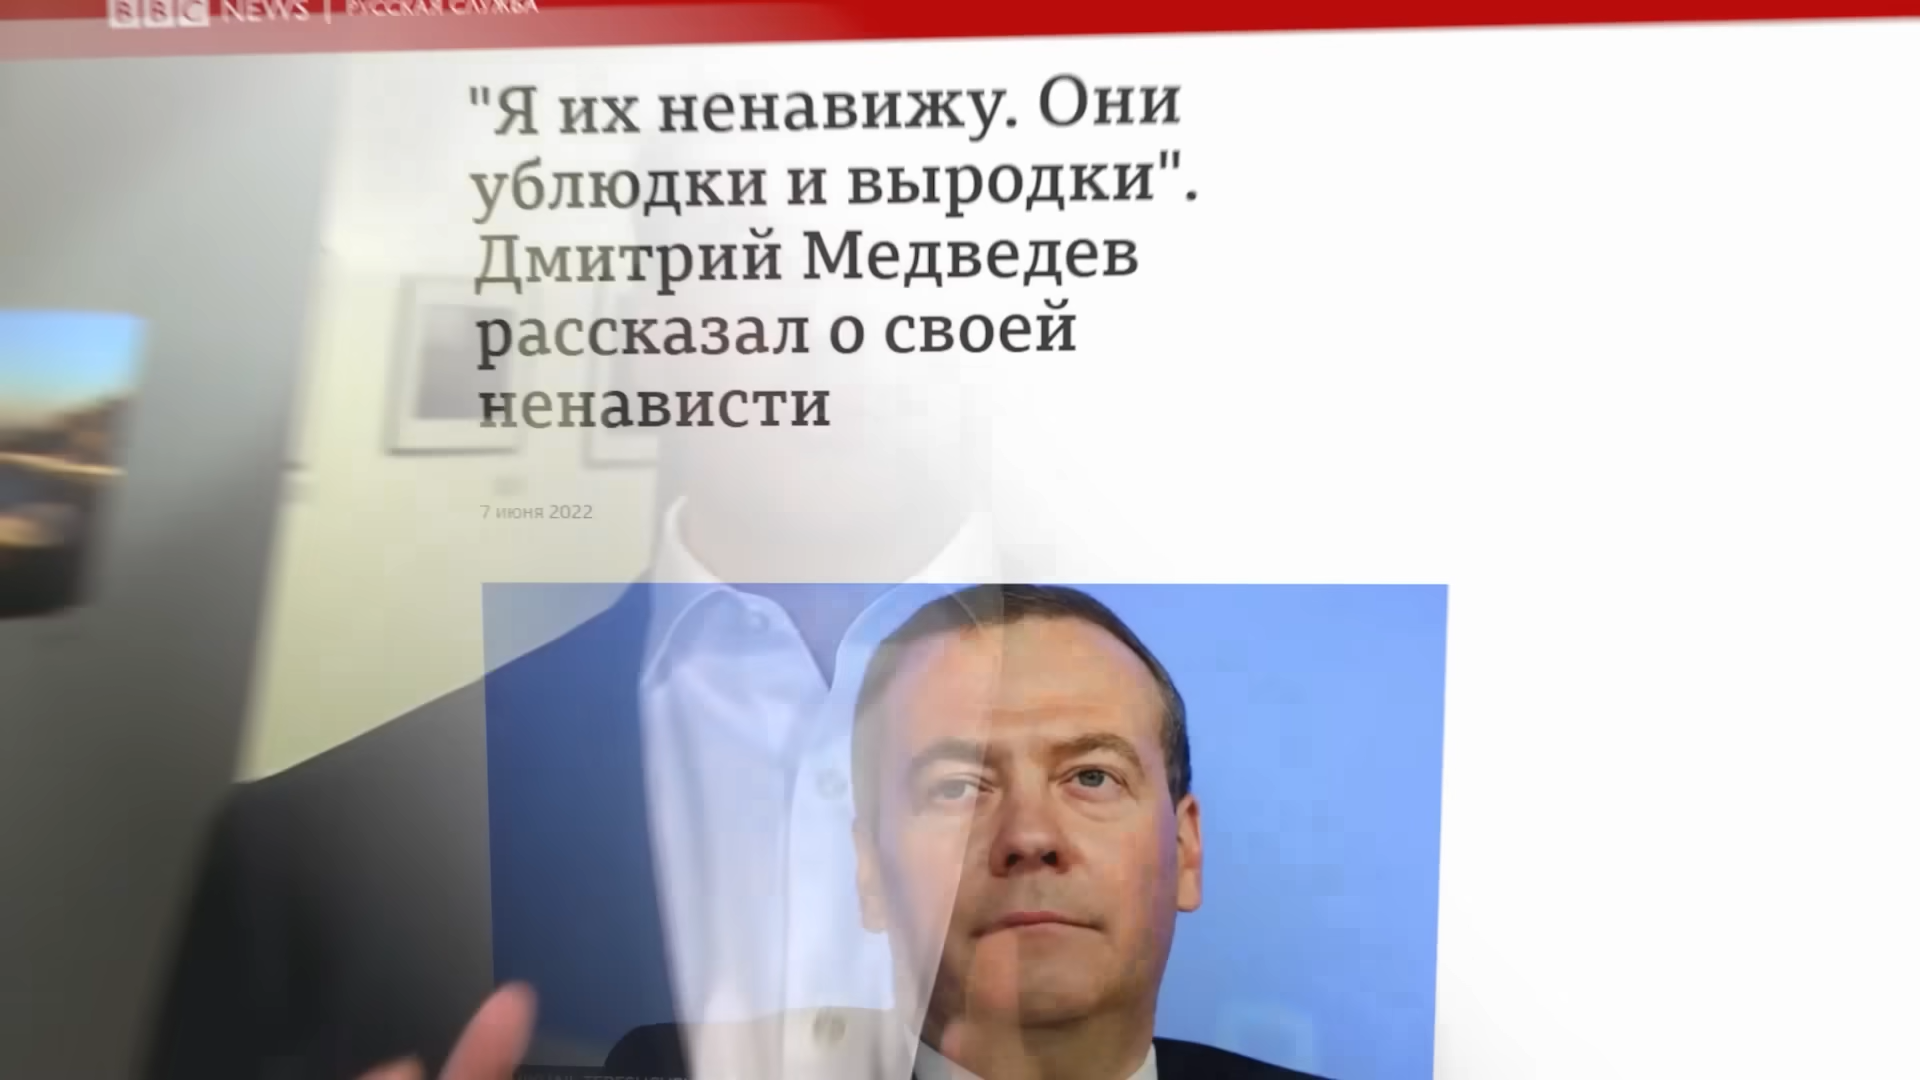 BBC NEWS | РУССКАЯ СЛУЖБА
"Я их ненавижу. Они
ублюдки и выродки".
Дмитрий Медведев
рассказал о своей
ненависти
7 июня 2022